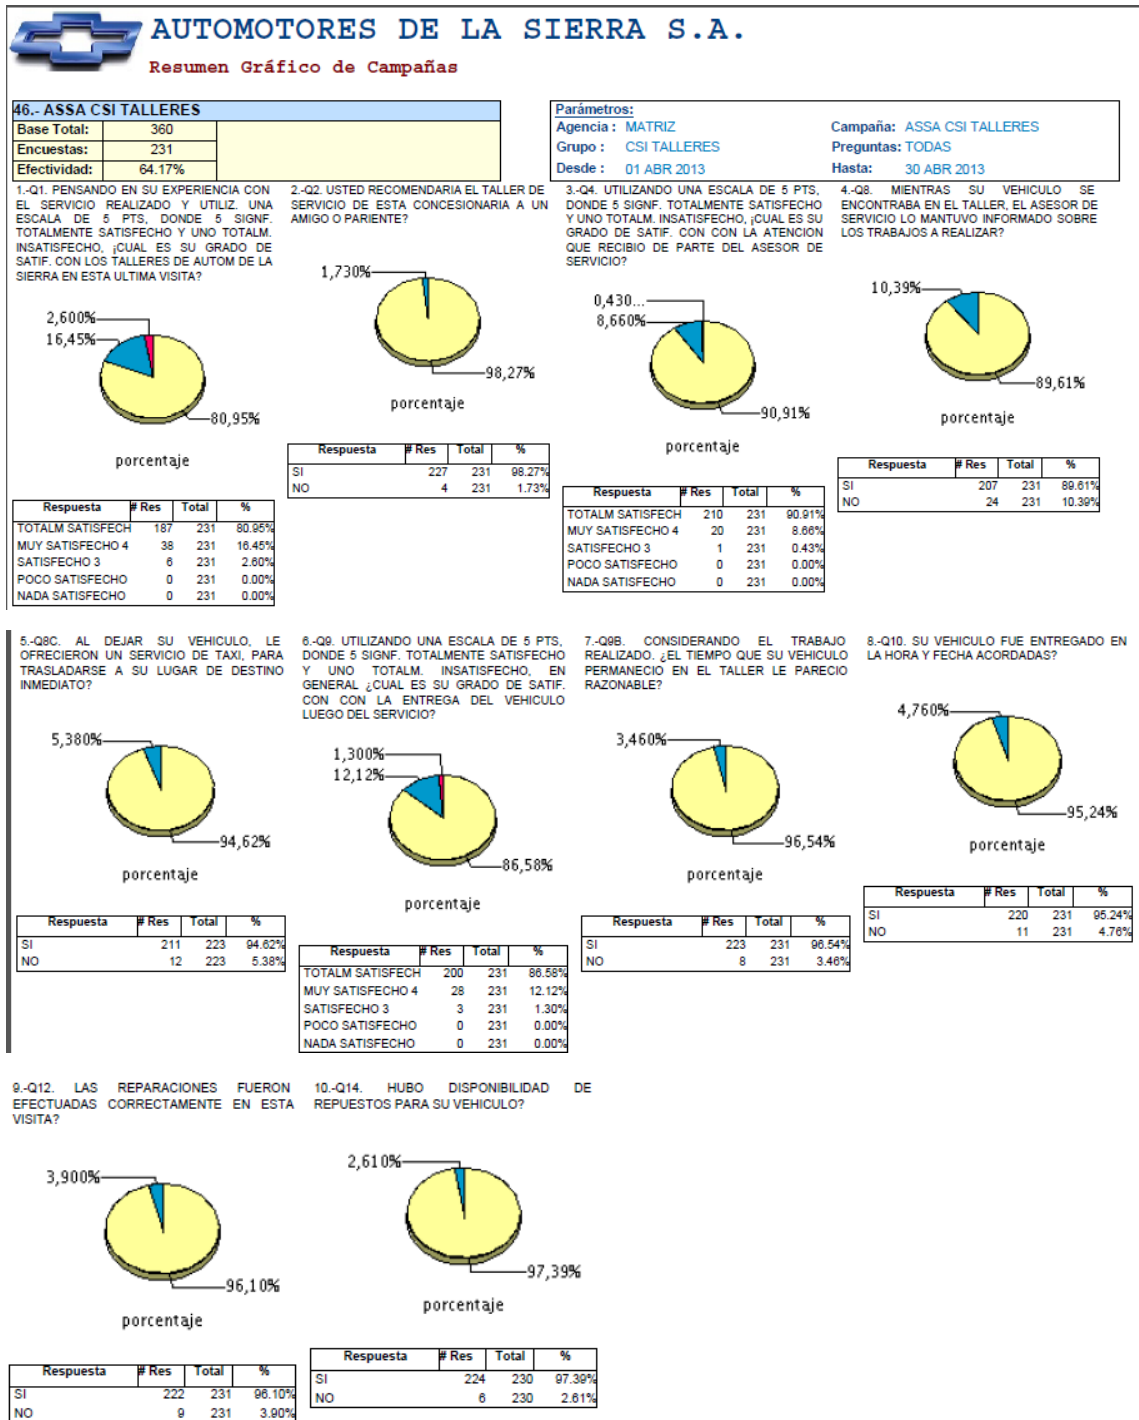 AUTOMOTORES DE LA SIERRA S.A.
Resumen Gráfico de Campañas
46.- ASSA CSI TALLERES
Base Total: 360
Encuestas: 231
Efectividad: 64.17%
Parámetros:
Agencia : MATRIZ Campaña: ASSA CSI TALLERES
Grupo : CSI TALLERES Preguntas: TODAS
Desde : 01 ABR 2013 Hasta: 30 ABR 2013
1.-Q1. PENSANDO EN SU EXPERIENCIA CON
EL SERVICIO REALIZADO Y UTILIZ. UNA
ESCALA DE 5 PTS, DONDE 5 SIGNF.
TOTALMENTE SATISFECHO Y UNO TOTALM.
INSATISFECHO, ¡CUAL ES SU GRADO DE
SATIF. CON LOS TALLERES DE AUTOM DE LA
SIERRA EN ESTA ULTIMA VISITA?
2,600%
16,45%
80,95%
porcentaje
Respuesta # Res Total %
TOTALM SATISFECH 187 231 80.95%
MUY SATISFECHO 4 38 231 16.45%
SATISFECHO 3 6 231 2.60%
POCO SATISFECHO 0 231 0.00%
NADA SATISFECHO 0 231 0.00%
2.-Q2. USTED RECOMENDARIA EL TALLER DE
SERVICIO DE ESTA CONCESIONARIA A UN
AMIGO O PARIENTE?
1,730%
98,27%
porcentaje
Respuesta # Res Total %
SI 227 231 98.27%
NO 4 231 1.73%
3.-Q4. UTILIZANDO UNA ESCALA DE 5 PTS,
DONDE 5 SIGNF. TOTALMENTE SATISFECHO
Y UNO TOTALM. INSATISFECHO, ¡CUAL ES SU
GRADO DE SATIF. CON CON LA ATENCION
QUE RECIBIO DE PARTE DEL ASESOR DE
SERVICIO?
0,430...
8,660%
90,91%
porcentaje
Respuesta # Res Total %
TOTALM SATISFECH 210 231 90.91%
MUY SATISFECHO 4 20 231 8.66%
SATISFECHO 3 1 231 0.43%
POCO SATISFECHO 0 231 0.00%
NADA SATISFECHO 0 231 0.00%
4.-Q8. MIENTRAS SU VEHICULO SE
ENCONTRABA EN EL TALLER, EL ASESOR DE
SERVICIO LO MANTUVO INFORMADO SOBRE
LOS TRABAJOS A REALIZAR?
10,39%
89,61%
porcentaje
Respuesta # Res Total %
SI 207 231 89.61%
NO 24 231 10.39%
5.-Q8C. AL DEJAR SU VEHICULO, LE
OFRECIERON UN SERVICIO DE TAXI, PARA
TRASLADARSE A SU LUGAR DE DESTINO
INMEDIATO?
5,380%
94,62%
porcentaje
Respuesta # Res Total %
SI 211 223 94.62%
NO 12 223 5.38%
6.-Q9. UTILIZANDO UNA ESCALA DE 5 PTS,
DONDE 5 SIGNF. TOTALMENTE SATISFECHO
Y UNO TOTALM. INSATISFECHO, EN
GENERAL ¿CUAL ES SU GRADO DE SATIF.
CON CON LA ENTREGA DEL VEHICULO
LUEGO DEL SERVICIO?
1,300%
12,12%
86,58%
porcentaje
Respuesta # Res Total %
TOTALM SATISFECH 200 231 86.58%
MUY SATISFECHO 4 28 231 12.12%
SATISFECHO 3 3 231 1.30%
POCO SATISFECHO 0 231 0.00%
NADA SATISFECHO 0 231 0.00%
7.-Q9B. CONSIDERANDO EL TRABAJO
REALIZADO. ¿EL TIEMPO QUE SU VEHICULO
PERMANECIO EN EL TALLER LE PARECIO
RAZONABLE?
3,460%
96,54%
porcentaje
Respuesta # Res Total %
SI 223 231 96.54%
NO 8 231 3.46%
8.-Q10. SU VEHICULO FUE ENTREGADO EN
LA HORA Y FECHA ACORDADAS?
4,760%
95,24%
porcentaje
Respuesta # Res Total %
SI 220 231 95.24%
NO 11 231 4.76%
9.-Q12. LAS REPARACIONES FUERON
EFECTUADAS CORRECTAMENTE EN ESTA
VISITA?
3,900%
96,10%
porcentaje
Respuesta # Res Total %
SI 222 231 96.10%
NO 9 231 3.90%
10.-Q14. HUBO DISPONIBILIDAD DE
REPUESTOS PARA SU VEHICULO?
2,610%
97,39%
porcentaje
Respuesta # Res Total %
SI 224 230 97.39%
NO 6 230 2.61%